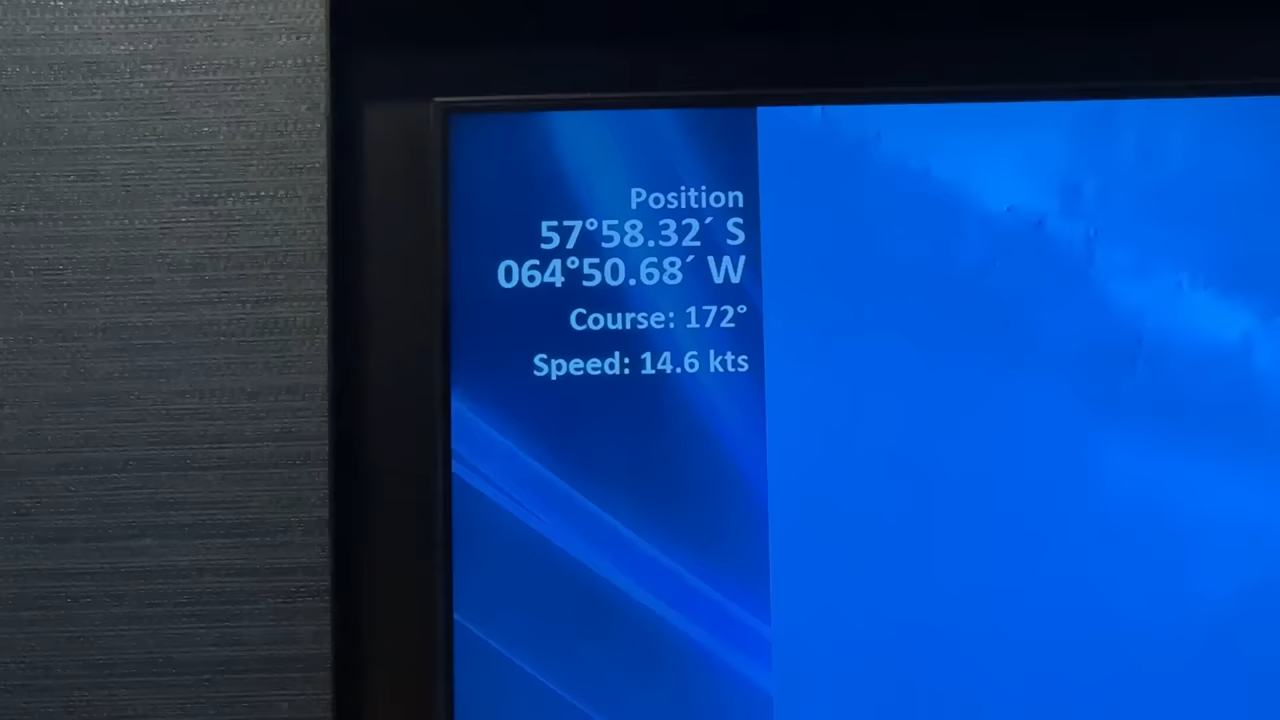 Position
57°58.32´ S
064°50.68´ W
Course: 172°
Speed: 14.6 kts